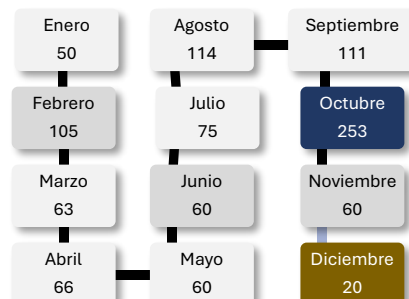 Enero
50
Febrero
105
Marzo
63
Abril
66
Mayo
60
Junio
60
Julio
75
Agosto
114
Septiembre
111
Octubre
253
Noviembre
60
Diciembre
20